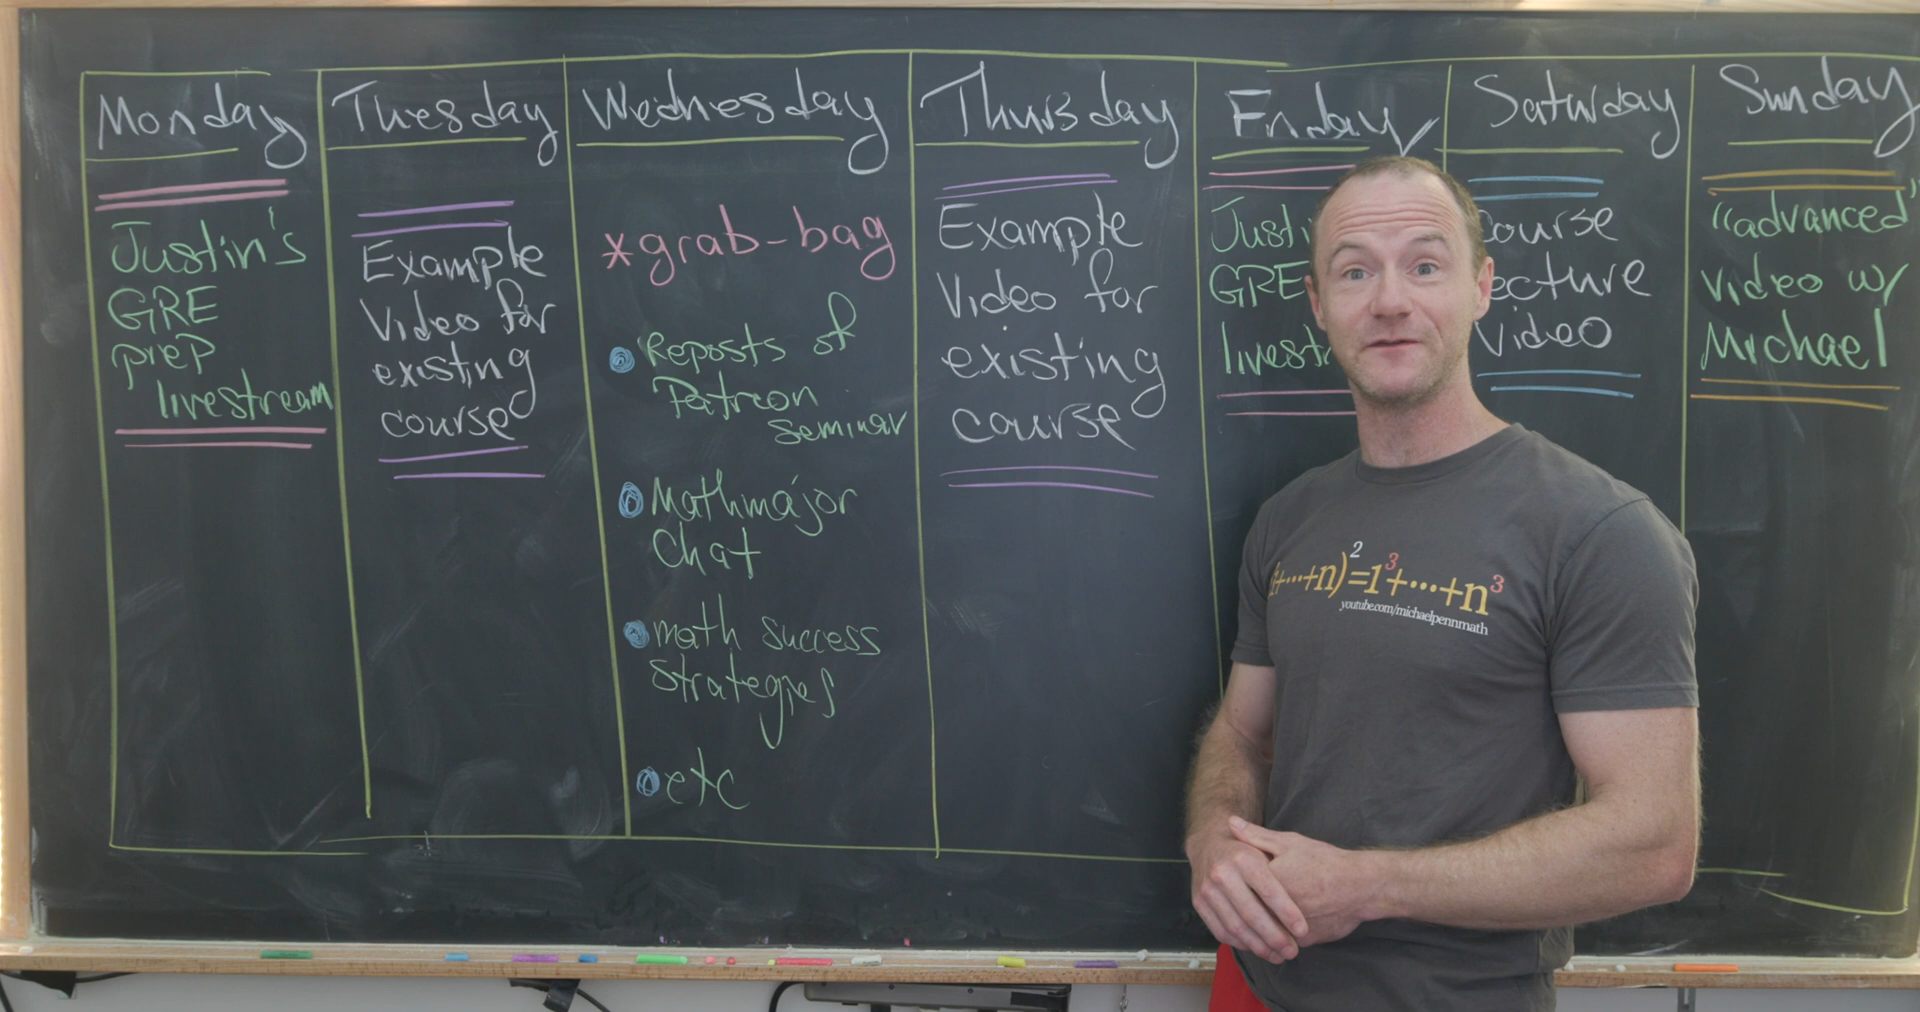 Monday
Justin's
GRE
prep
livestream
Tuesday
Example
Video for
existing
course
Wednesday
*grab-bag
Reposts of
Patreon
Seminar
Mathmajor
Chat
math success
strategies
etc
Thursday
Example
Video for
existing
course
Friday
Justi
GRE
livestr
Saturday
ourse
ecture
Video
Sunday
"advanced"
video w/
Michael
+···+n)²=1³+···+n³
youtube.com/michaelpennmath